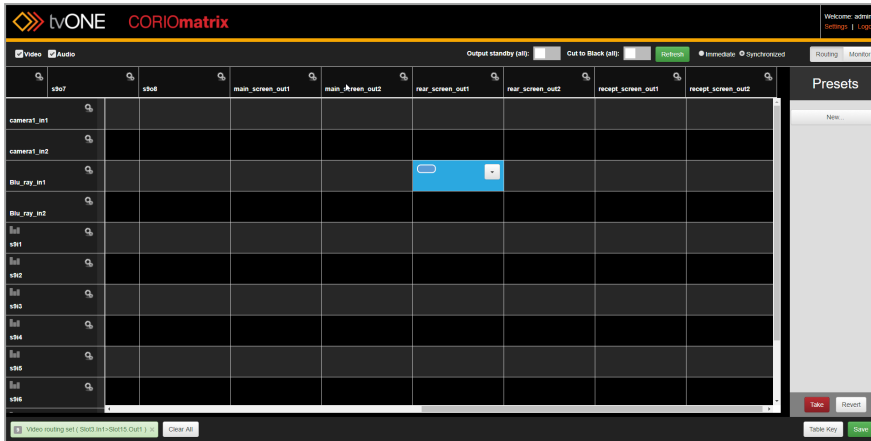 tvONE CORIOmatrix
Welcome: admin
Settings |
Video Audio
Output standby (all): Cut to Black (all): Refresh Immediate Synchronized
Routing Monitor
s9o7 s9o8 main_screen_out1 main_screen_out2 rear_screen_out1 rear_screen_out2 recept_screen_out1 recept_screen_out2
Presets
New...
camera1_in1
camera1_in2
Blu_ray_in1
Blu_ray_in2
s9i1
s9i2
s9i3
s9i4
s9i5
s9i6
Take Revert
Video routing set ( Slot3.In1>Slot15.Out1 ) × Clear All
Table Key Save